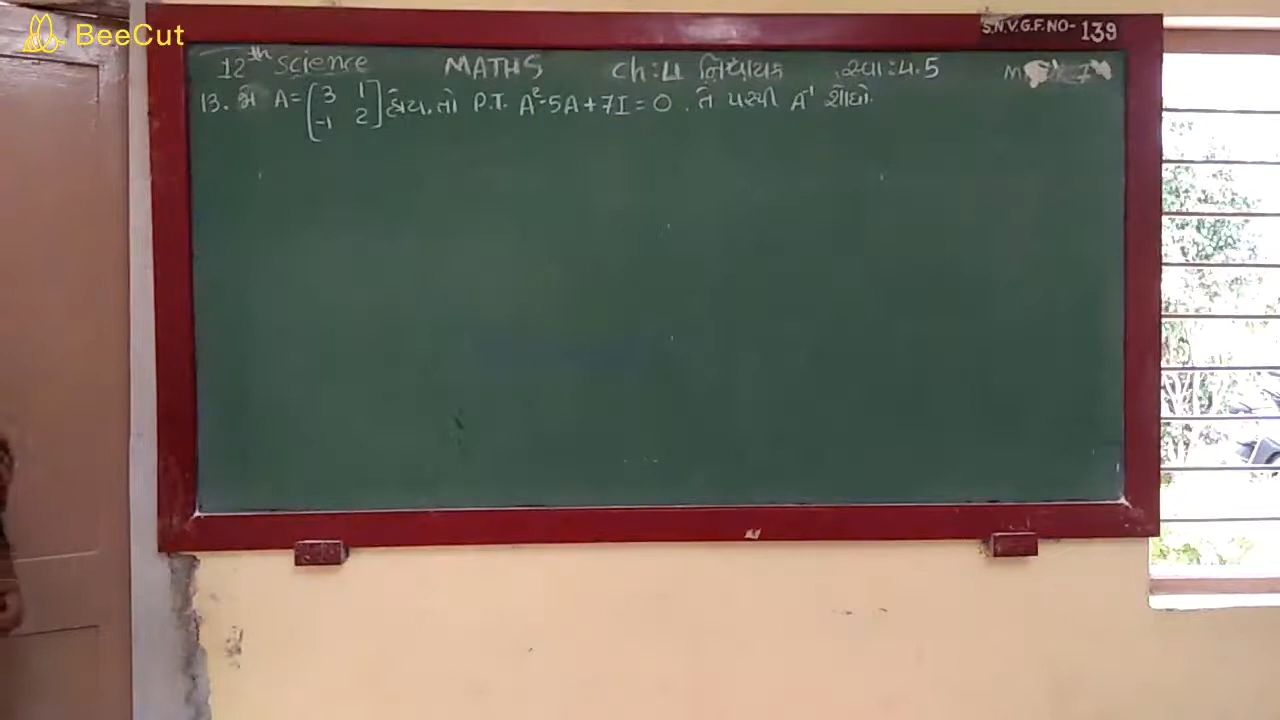 BeeCut
S.N.V.G.F.NO- 139
12th Science MATHS Ch:4 નિશ્ચાયક સ્વા:4.5
13. જો A=[3 1
-1 2] હોય, તો P.T. A²-5A+7I=0. તે પરથી A⁻¹ શોધો.